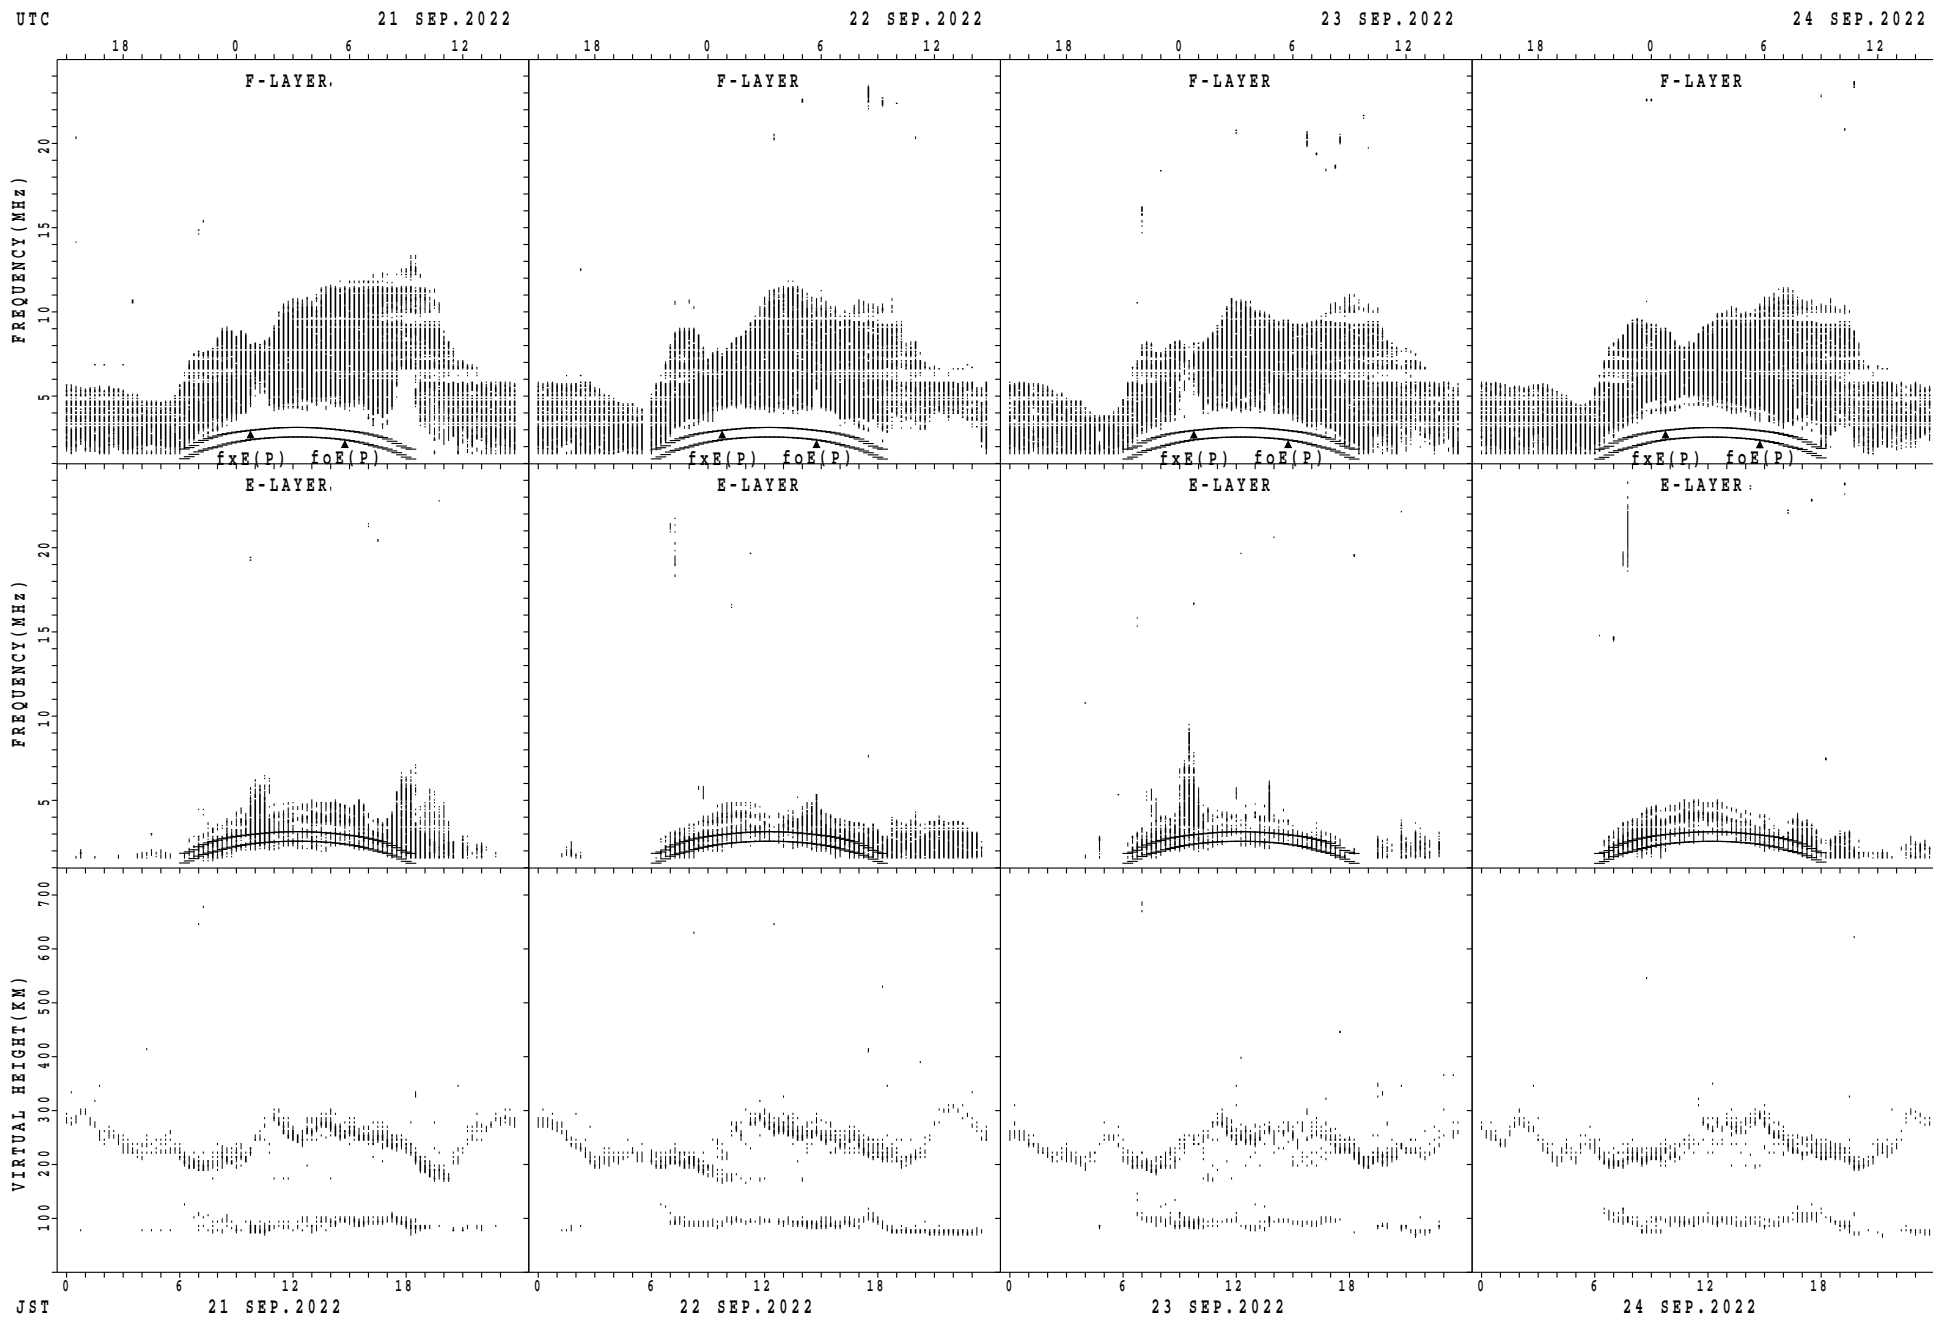 UTC 21 SEP.2022 22 SEP.2022 23 SEP.2022 24 SEP.2022
18 0 6 12 18 0 6 12 18 0 6 12 18 0 6 12
F-LAYER F-LAYER F-LAYER F-LAYER
FREQUENCY(MHz)
20
15
10
5
fxE(P) foE(P) fxE(P) foE(P) fxE(P) foE(P) fxE(P) foE(P)
E-LAYER E-LAYER E-LAYER E-LAYER
FREQUENCY(MHz)
20
15
10
5
VIRTUAL HEIGHT(KM)
700
600
500
400
300
200
100
0 6 12 18 0 6 12 18 0 6 12 18 0 6 12 18
JST 21 SEP.2022 22 SEP.2022 23 SEP.2022 24 SEP.2022